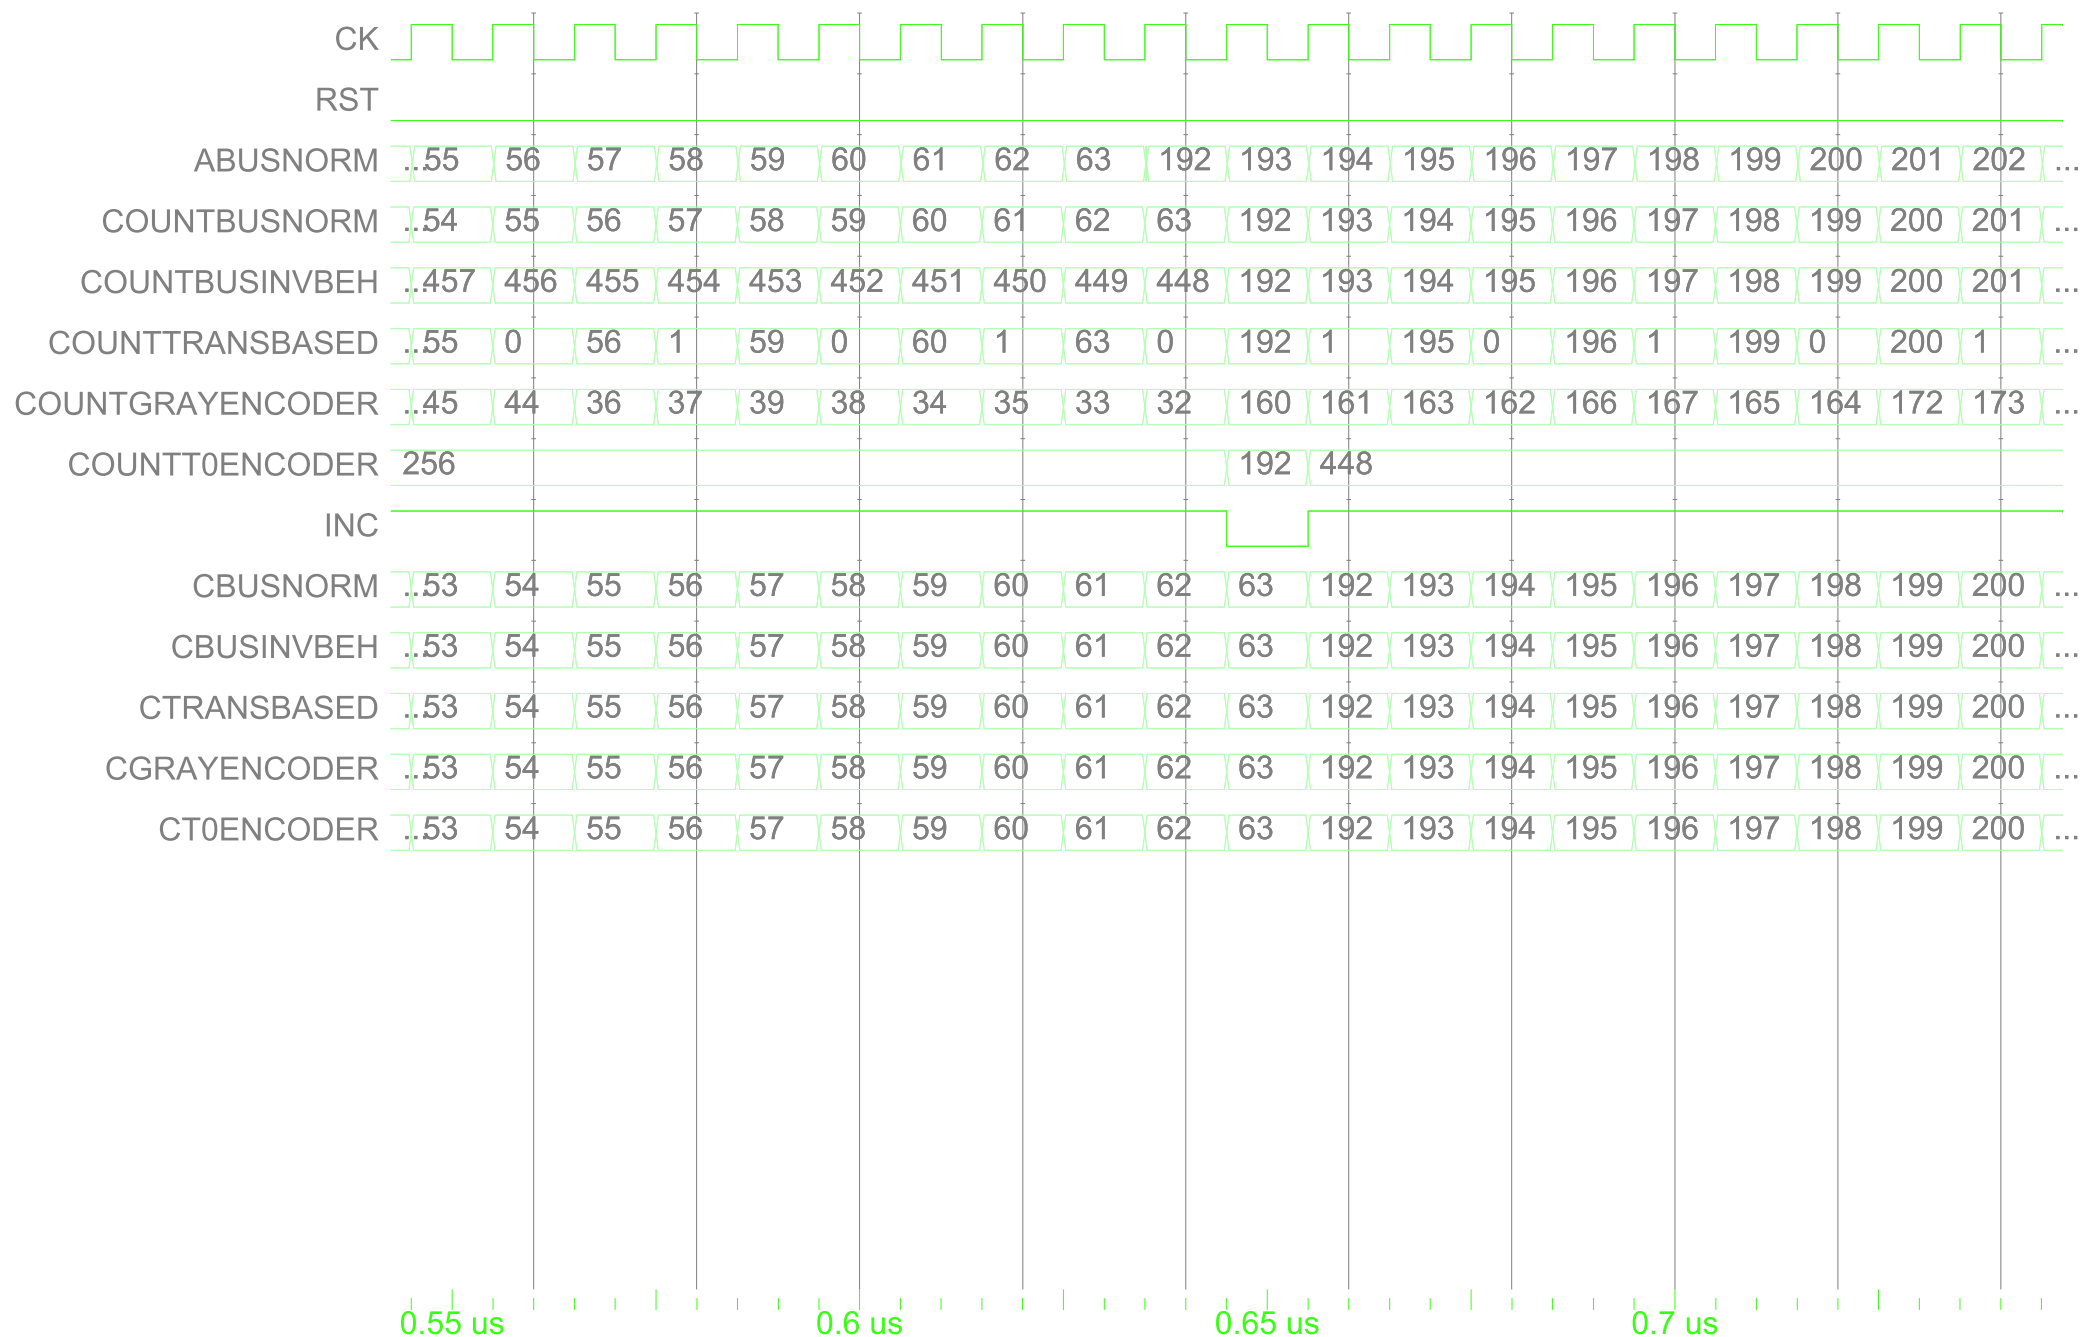 CK
RST
ABUSNORM ... 55 56 57 58 59 60 61 62 63 192 193 194 195 196 197 198 199 200 201 202 ...
COUNTBUSNORM ... 54 55 56 57 58 59 60 61 62 63 192 193 194 195 196 197 198 199 200 201 ...
COUNTBUSINVBEH ... 457 456 455 454 453 452 451 450 449 448 192 193 194 195 196 197 198 199 200 201 ...
COUNTTRANSBASED ... 55 0 56 1 59 0 60 1 63 0 192 1 195 0 196 1 199 0 200 1 ...
COUNTGRAYENCODER ... 45 44 36 37 39 38 34 35 33 32 160 161 163 162 166 167 165 164 172 173 ...
COUNTT0ENCODER 256 192 448
INC
CBUSNORM ... 53 54 55 56 57 58 59 60 61 62 63 192 193 194 195 196 197 198 199 200 ...
CBUSINVBEH ... 53 54 55 56 57 58 59 60 61 62 63 192 193 194 195 196 197 198 199 200 ...
CTRANSBASED ... 53 54 55 56 57 58 59 60 61 62 63 192 193 194 195 196 197 198 199 200 ...
CGRAYENCODER ... 53 54 55 56 57 58 59 60 61 62 63 192 193 194 195 196 197 198 199 200 ...
CT0ENCODER ... 53 54 55 56 57 58 59 60 61 62 63 192 193 194 195 196 197 198 199 200 ...
0.55 us 0.6 us 0.65 us 0.7 us